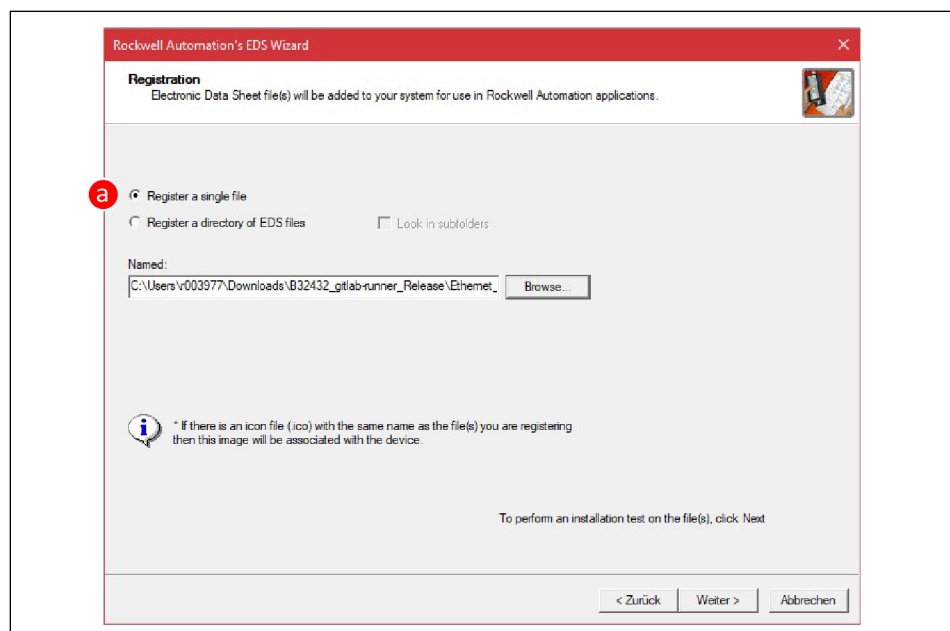 Rockwell Automation's EDS Wizard
Registration
Electronic Data Sheet file(s) will be added to your system for use in Rockwell Automation applications.
a
Register a single file
Register a directory of EDS files Look in subfolders
Named:
C:\Users\r003977\Downloads\B32432_gitlab-runner_Release\Ethernet_ Browse...
* If there is an icon file (.ico) with the same name as the file(s) you are registering
then this image will be associated with the device.
To perform an installation test on the file(s), click Next
< Zurück Weiter > Abbrechen